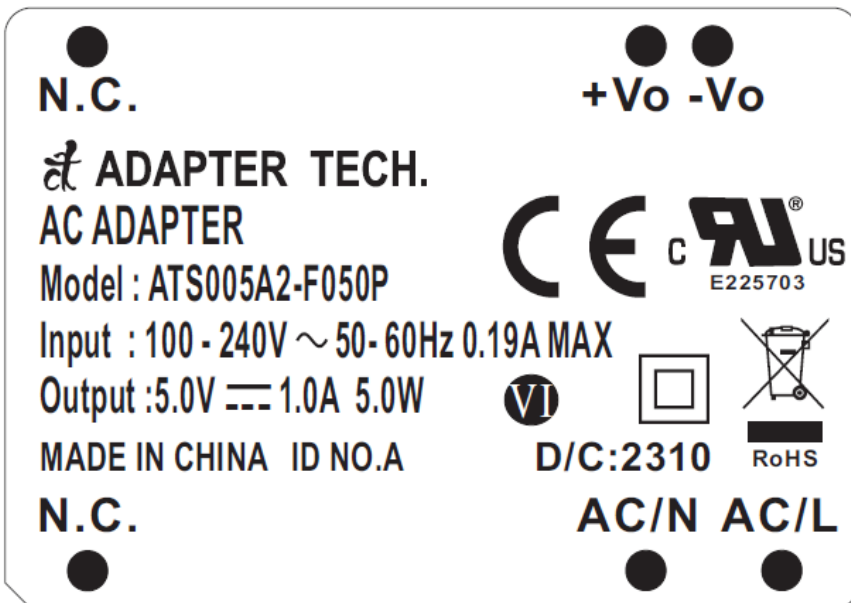 N.C.
+Vo -Vo
ADAPTER TECH.
AC ADAPTER
Model : ATS005A2-F050P
Input : 100 - 240V ～ 50- 60Hz 0.19A MAX
Output :5.0V ⎓ 1.0A 5.0W
MADE IN CHINA ID NO.A
CE
c RU ® US
E225703
VI
D/C:2310
RoHS
N.C.
AC/N AC/L